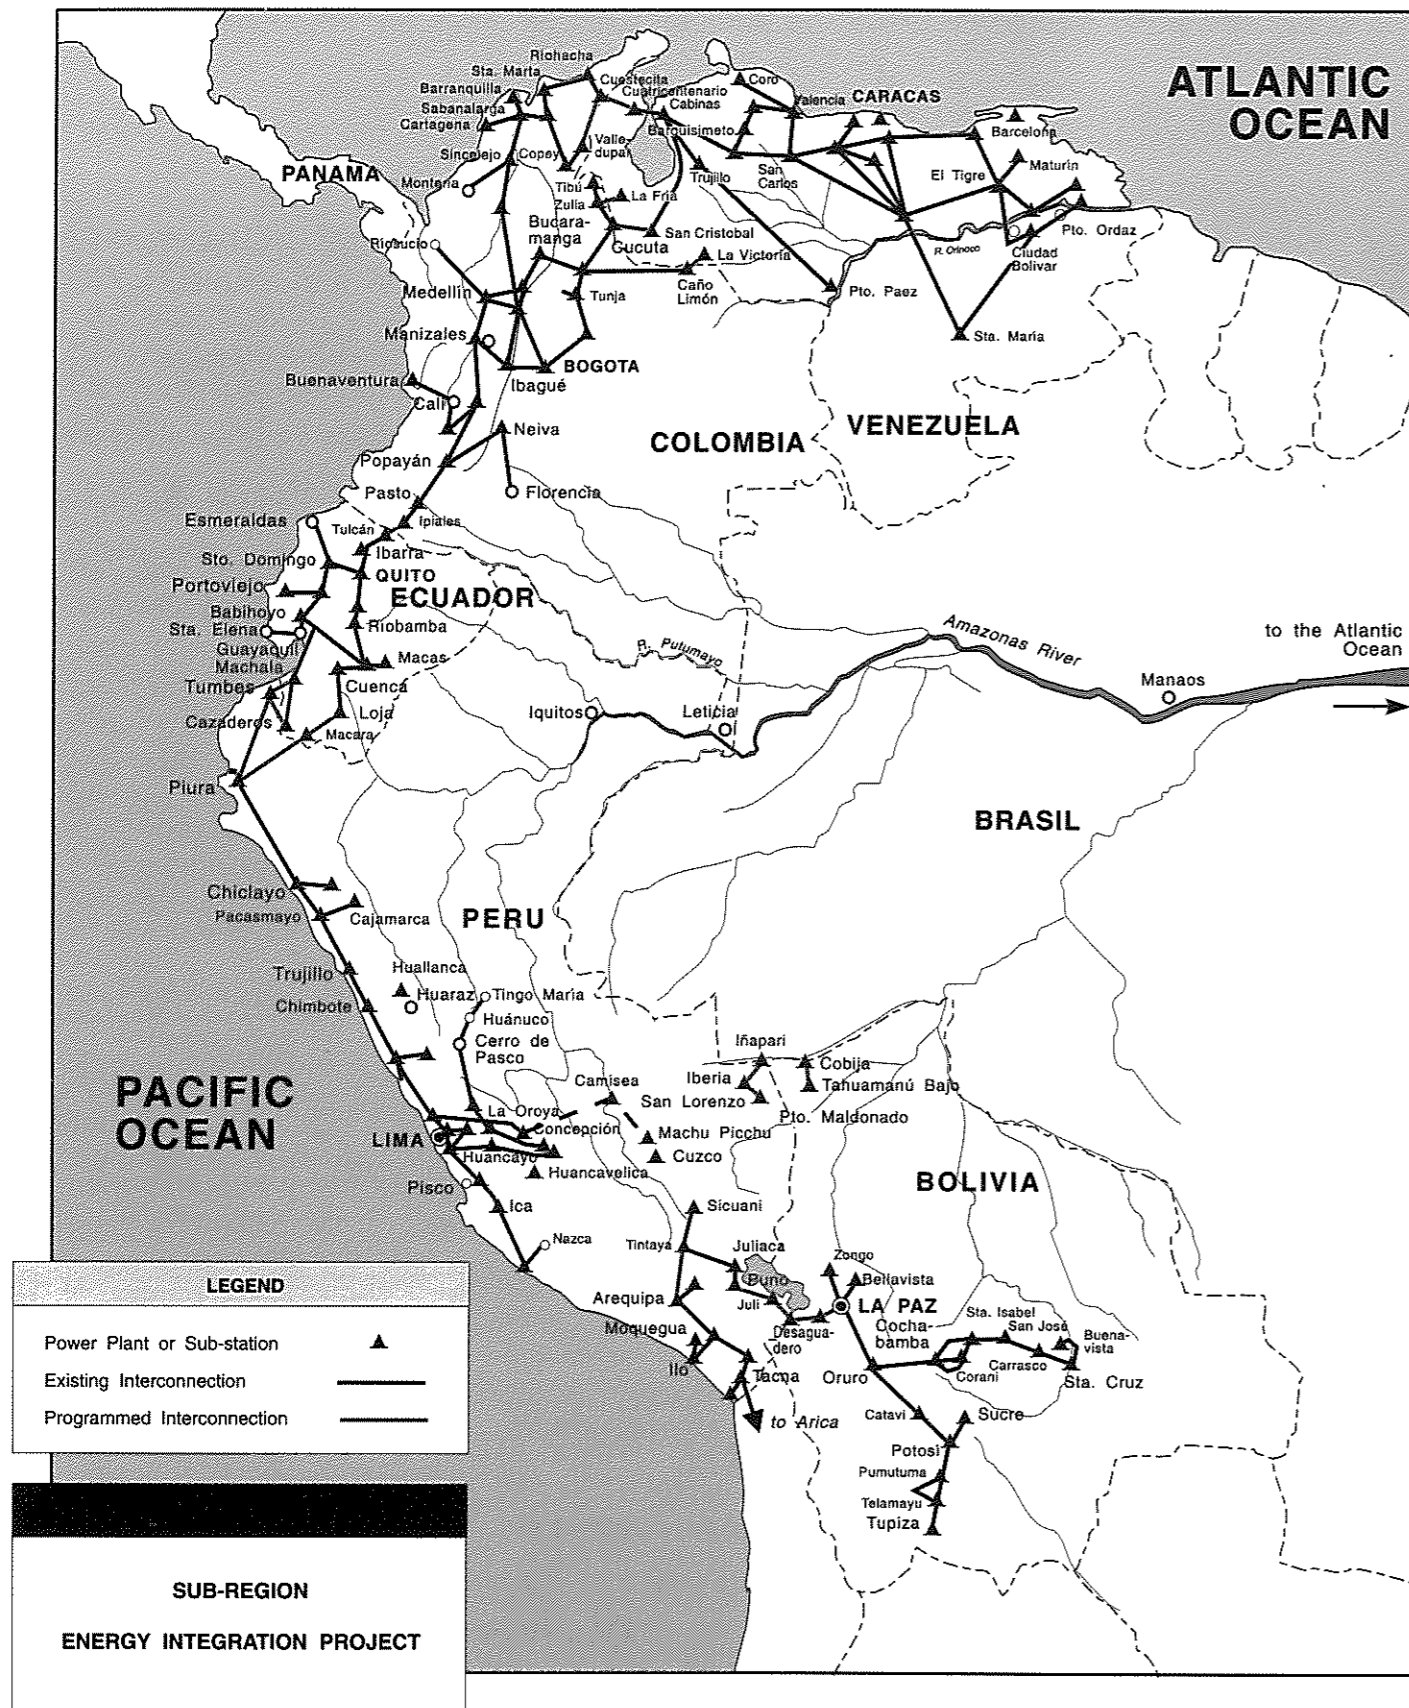 ATLANTIC
OCEAN
Riohacha
Sta. Marta
Barranquilla
Sabanalarga
Cartagena
Cuestecita
Cuatricentenario
Cabinas
Coro
Valencia
CARACAS
Barquisimeto
Barcelona
Sincelejo
Copey
Valle-
dupar
PANAMA
Montería
Trujillo
San
Carlos
El Tigre
Maturín
Tibú
Zulia
La Fría
Bucara-
manga
San Cristobal
Cucuta
La Victoria
Riosucio
R. Orinoco
Ciudad
Bolivar
Pto. Ordaz
Medellín
Tunja
Caño
Limón
Pto. Paez
Manizales
Sta. María
BOGOTA
Buenaventura
Ibagué
Cali
Neiva
COLOMBIA
VENEZUELA
Popayán
Pasto
Florencia
Esmeraldas
Tulcán
Ipiales
Ibarra
Sto. Domingo
QUITO
Portoviejo
ECUADOR
Babihoyo
Sta. Elena
Riobamba
Guayaquil
Machala
Macas
R. Putumayo
Amazonas River
to the Atlantic
Ocean
Tumbes
Cuenca
Manaos
Cazaderos
Loja
Macara
Iquitos
Leticia
Piura
BRASIL
Chiclayo
Pacasmayo
Cajamarca
PERU
Trujillo
Huallanca
Chimbote
Huaraz
Tingo María
Huánuco
Cerro de
Pasco
Iñapari
Cobija
Iberia
Tahuamanú Bajo
San Lorenzo
Pto. Maldonado
PACIFIC
OCEAN
Camisea
La Oroya
LIMA
Concepción
Machu Picchu
Huancayo
Cuzco
Huancavelica
BOLIVIA
Pisco
Ica
Sicuani
Nazca
Tintaya
Juliaca
Zongo
Buno
Bellavista
Arequipa
Juli
LA PAZ
Moquegua
Desagua-
dero
Cocha-
bamba
Sta. Isabel
San José
Buena-
vista
Ilo
Tacna
Oruro
Corani
Carrasco
Sta. Cruz
to Arica
Catavi
Sucre
Potosi
Pumutuma
Telamayu
Tupiza
LEGEND
Power Plant or Sub-station
Existing Interconnection
Programmed Interconnection
SUB-REGION
ENERGY INTEGRATION PROJECT